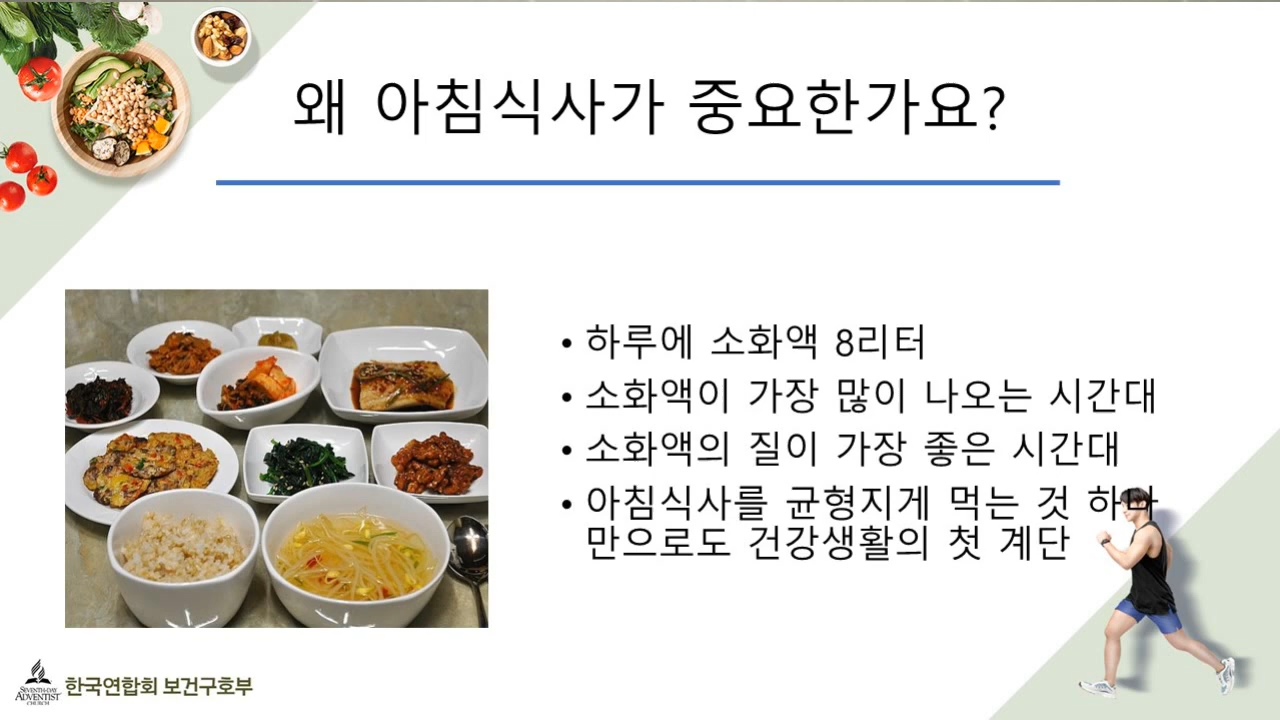 왜 아침식사가 중요한가요?
• 하루에 소화액 8리터
• 소화액이 가장 많이 나오는 시간대
• 소화액의 질이 가장 좋은 시간대
• 아침식사를 균형지게 먹는 것 하나
만으로도 건강생활의 첫 계단
SEVENTH-DAY
ADVENTIST
CHURCH
한국연합회 보건구호부